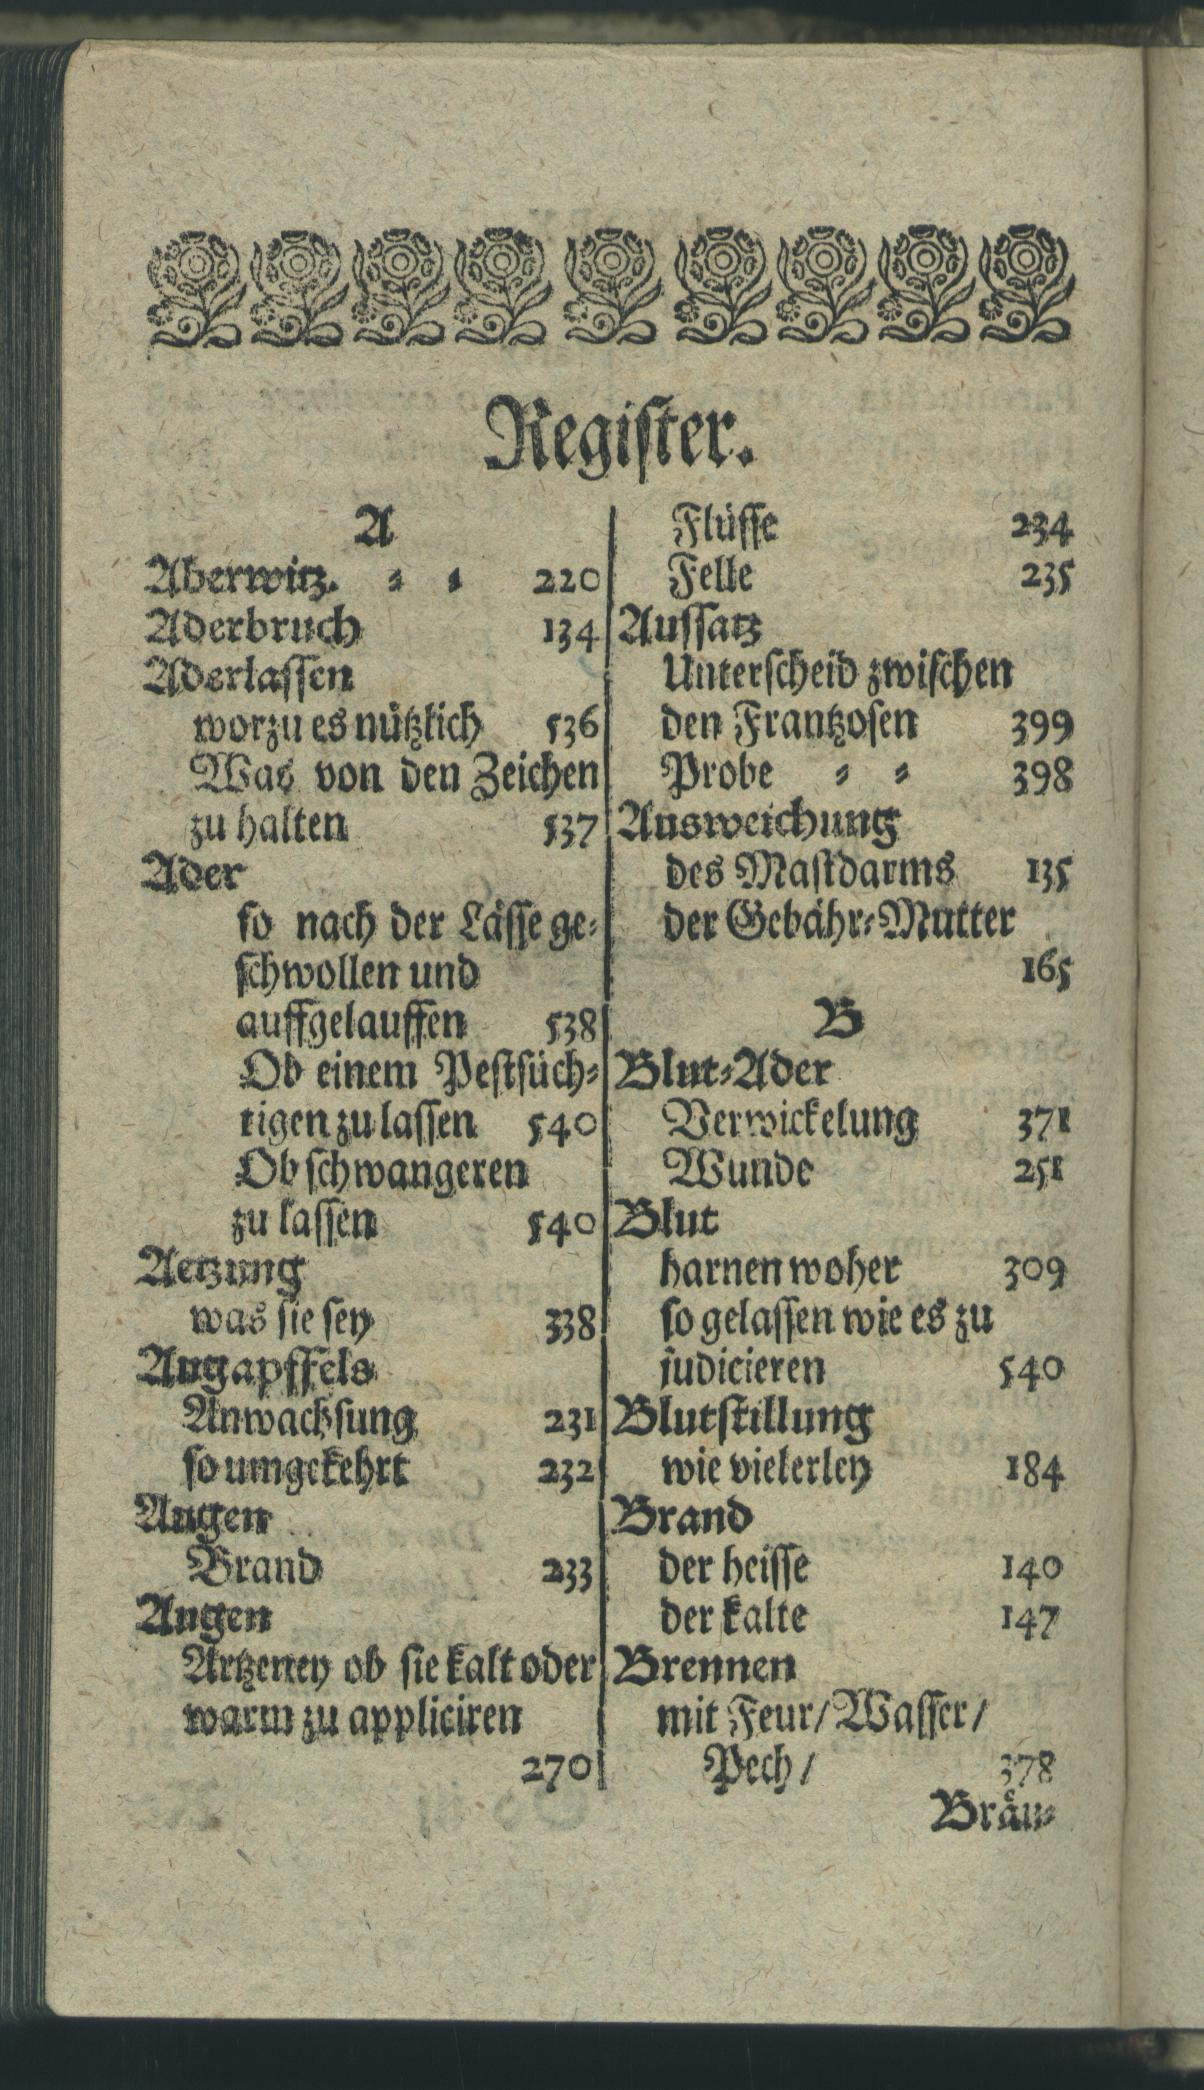 Register.
A
Aberwitz. ⸗ ⸗ 220
Aderbruch 134
Aderlassen
worzu es nützlich 536
Was von den Zeichen
zu halten 537
Ader
so nach der Lässe ge⸗
schwollen und
auffgelauffen 538
Ob einem Pestsüch⸗
tigen zu lassen 540
Ob schwangeren
zu lassen 540
Aetzung
was sie sey 338
Augapffels
Anwachsung 231
so umgekehrt 232
Augen
Brand 233
Augen
Artzeney ob sie kalt oder
warm zu appliciren
270
Flüsse 234
Felle 235
Aussatz
Unterscheid zwischen
den Frantzosen 399
Probe ⸗ ⸗ 398
Ausweichung
des Mastdarms 135
der Gebähr⸗Mutter
165
B
Blut⸗Ader
Verwickelung 371
Wunde 251
Blut
harnen woher 309
so gelassen wie es zu
judicieren 540
Blutstillung
wie vielerley 184
Brand
der heisse 140
der kalte 147
Brennen
mit Feur/ Wasser/
Pech/ 378
Bräu⸗